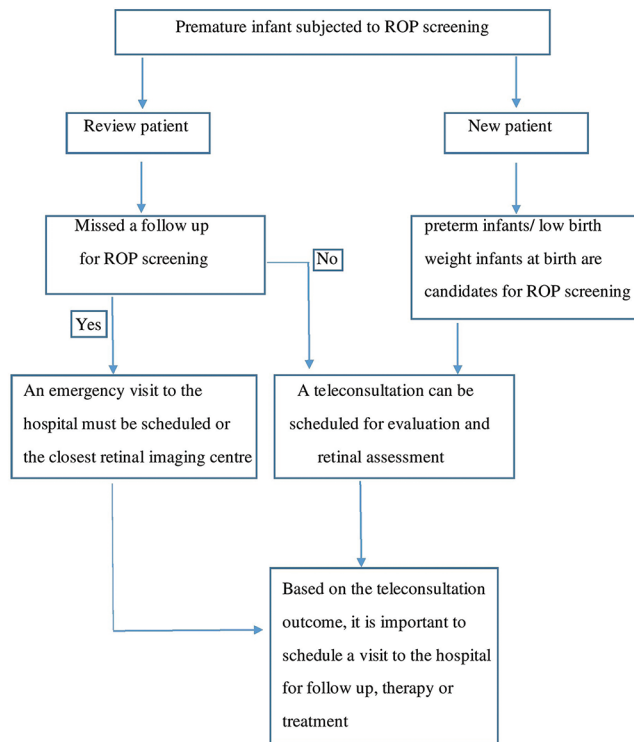 Premature infant subjected to ROP screening
Review patient
New patient
Missed a follow up
for ROP screening
No
preterm infants/ low birth
weight infants at birth are
candidates for ROP screening
Yes
An emergency visit to the
hospital must be scheduled or
the closest retinal imaging centre
A teleconsultation can be
scheduled for evaluation and
retinal assessment
Based on the teleconsultation
outcome, it is important to
schedule a visit to the hospital
for follow up, therapy or
treatment